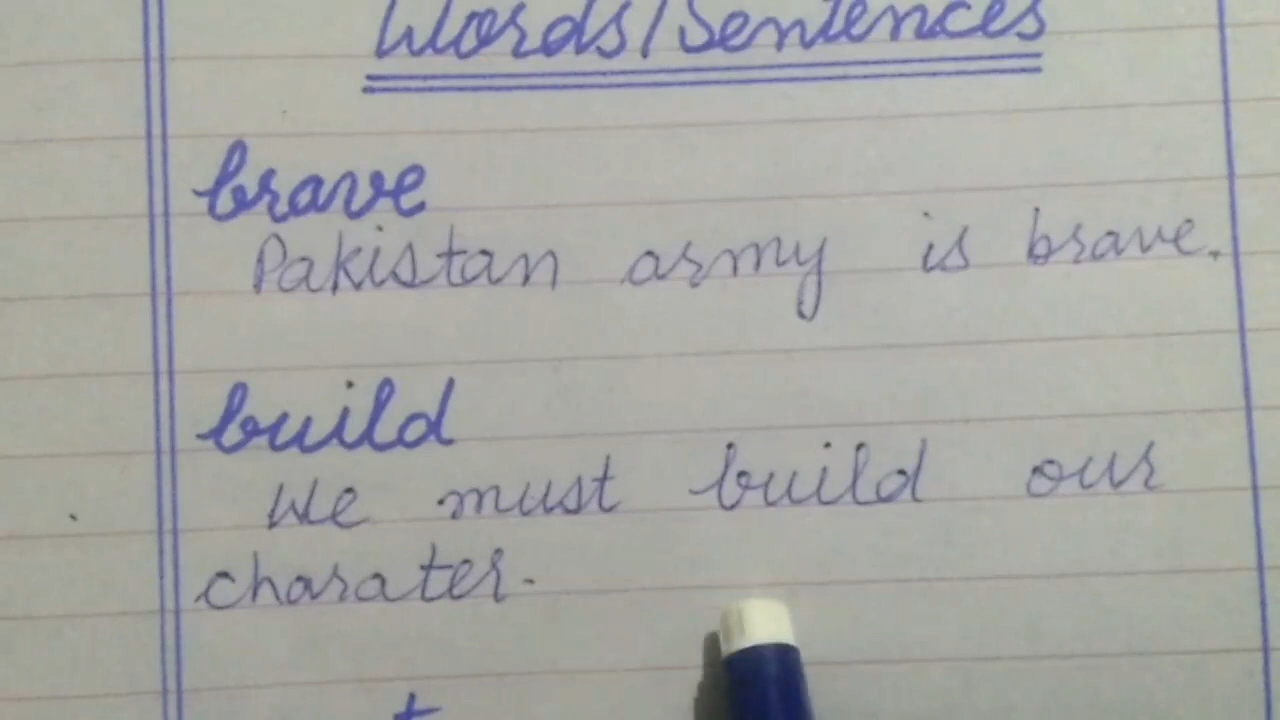 Words/Sentences
brave
Pakistan army is brave.
build
We must build our
charater.